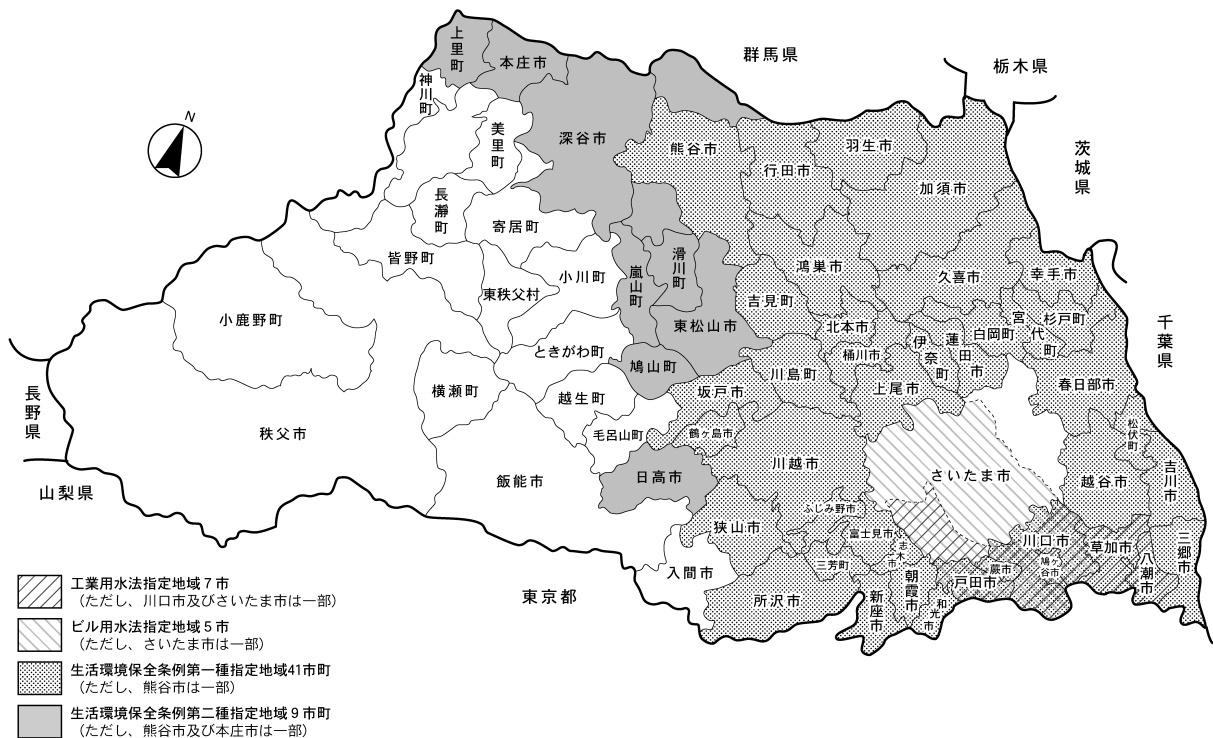 群馬県
栃木県
茨城県
千葉県
東京都
山梨県
長野県
N
上里町
本庄市
神川町
美里町
深谷市
熊谷市
行田市
羽生市
加須市
長瀞町
寄居町
皆野町
小鹿野町
東秩父村
小川町
嵐山町
滑川町
吉見町
鴻巣市
久喜市
幸手市
東松山市
北本市
桶川市
伊奈町
蓮田市
白岡町
宮代町
杉戸町
ときがわ町
鳩山町
川島町
上尾市
春日部市
横瀬町
越生町
坂戸市
秩父市
毛呂山町
鶴ヶ島市
松伏町
飯能市
日高市
川越市
さいたま市
越谷市
吉川市
狭山市
ふじみ野市
富士見市
志木市
川口市
草加市
三郷市
入間市
三芳町
朝霞市
戸田市
蕨市
鳩ヶ谷市
八潮市
所沢市
新座市
和光市
工業用水法指定地域7市
(ただし、川口市及びさいたま市は一部)
ビル用水法指定地域5市
(ただし、さいたま市は一部)
生活環境保全条例第一種指定地域41市町
(ただし、熊谷市は一部)
生活環境保全条例第二種指定地域9市町
(ただし、熊谷市及び本庄市は一部)